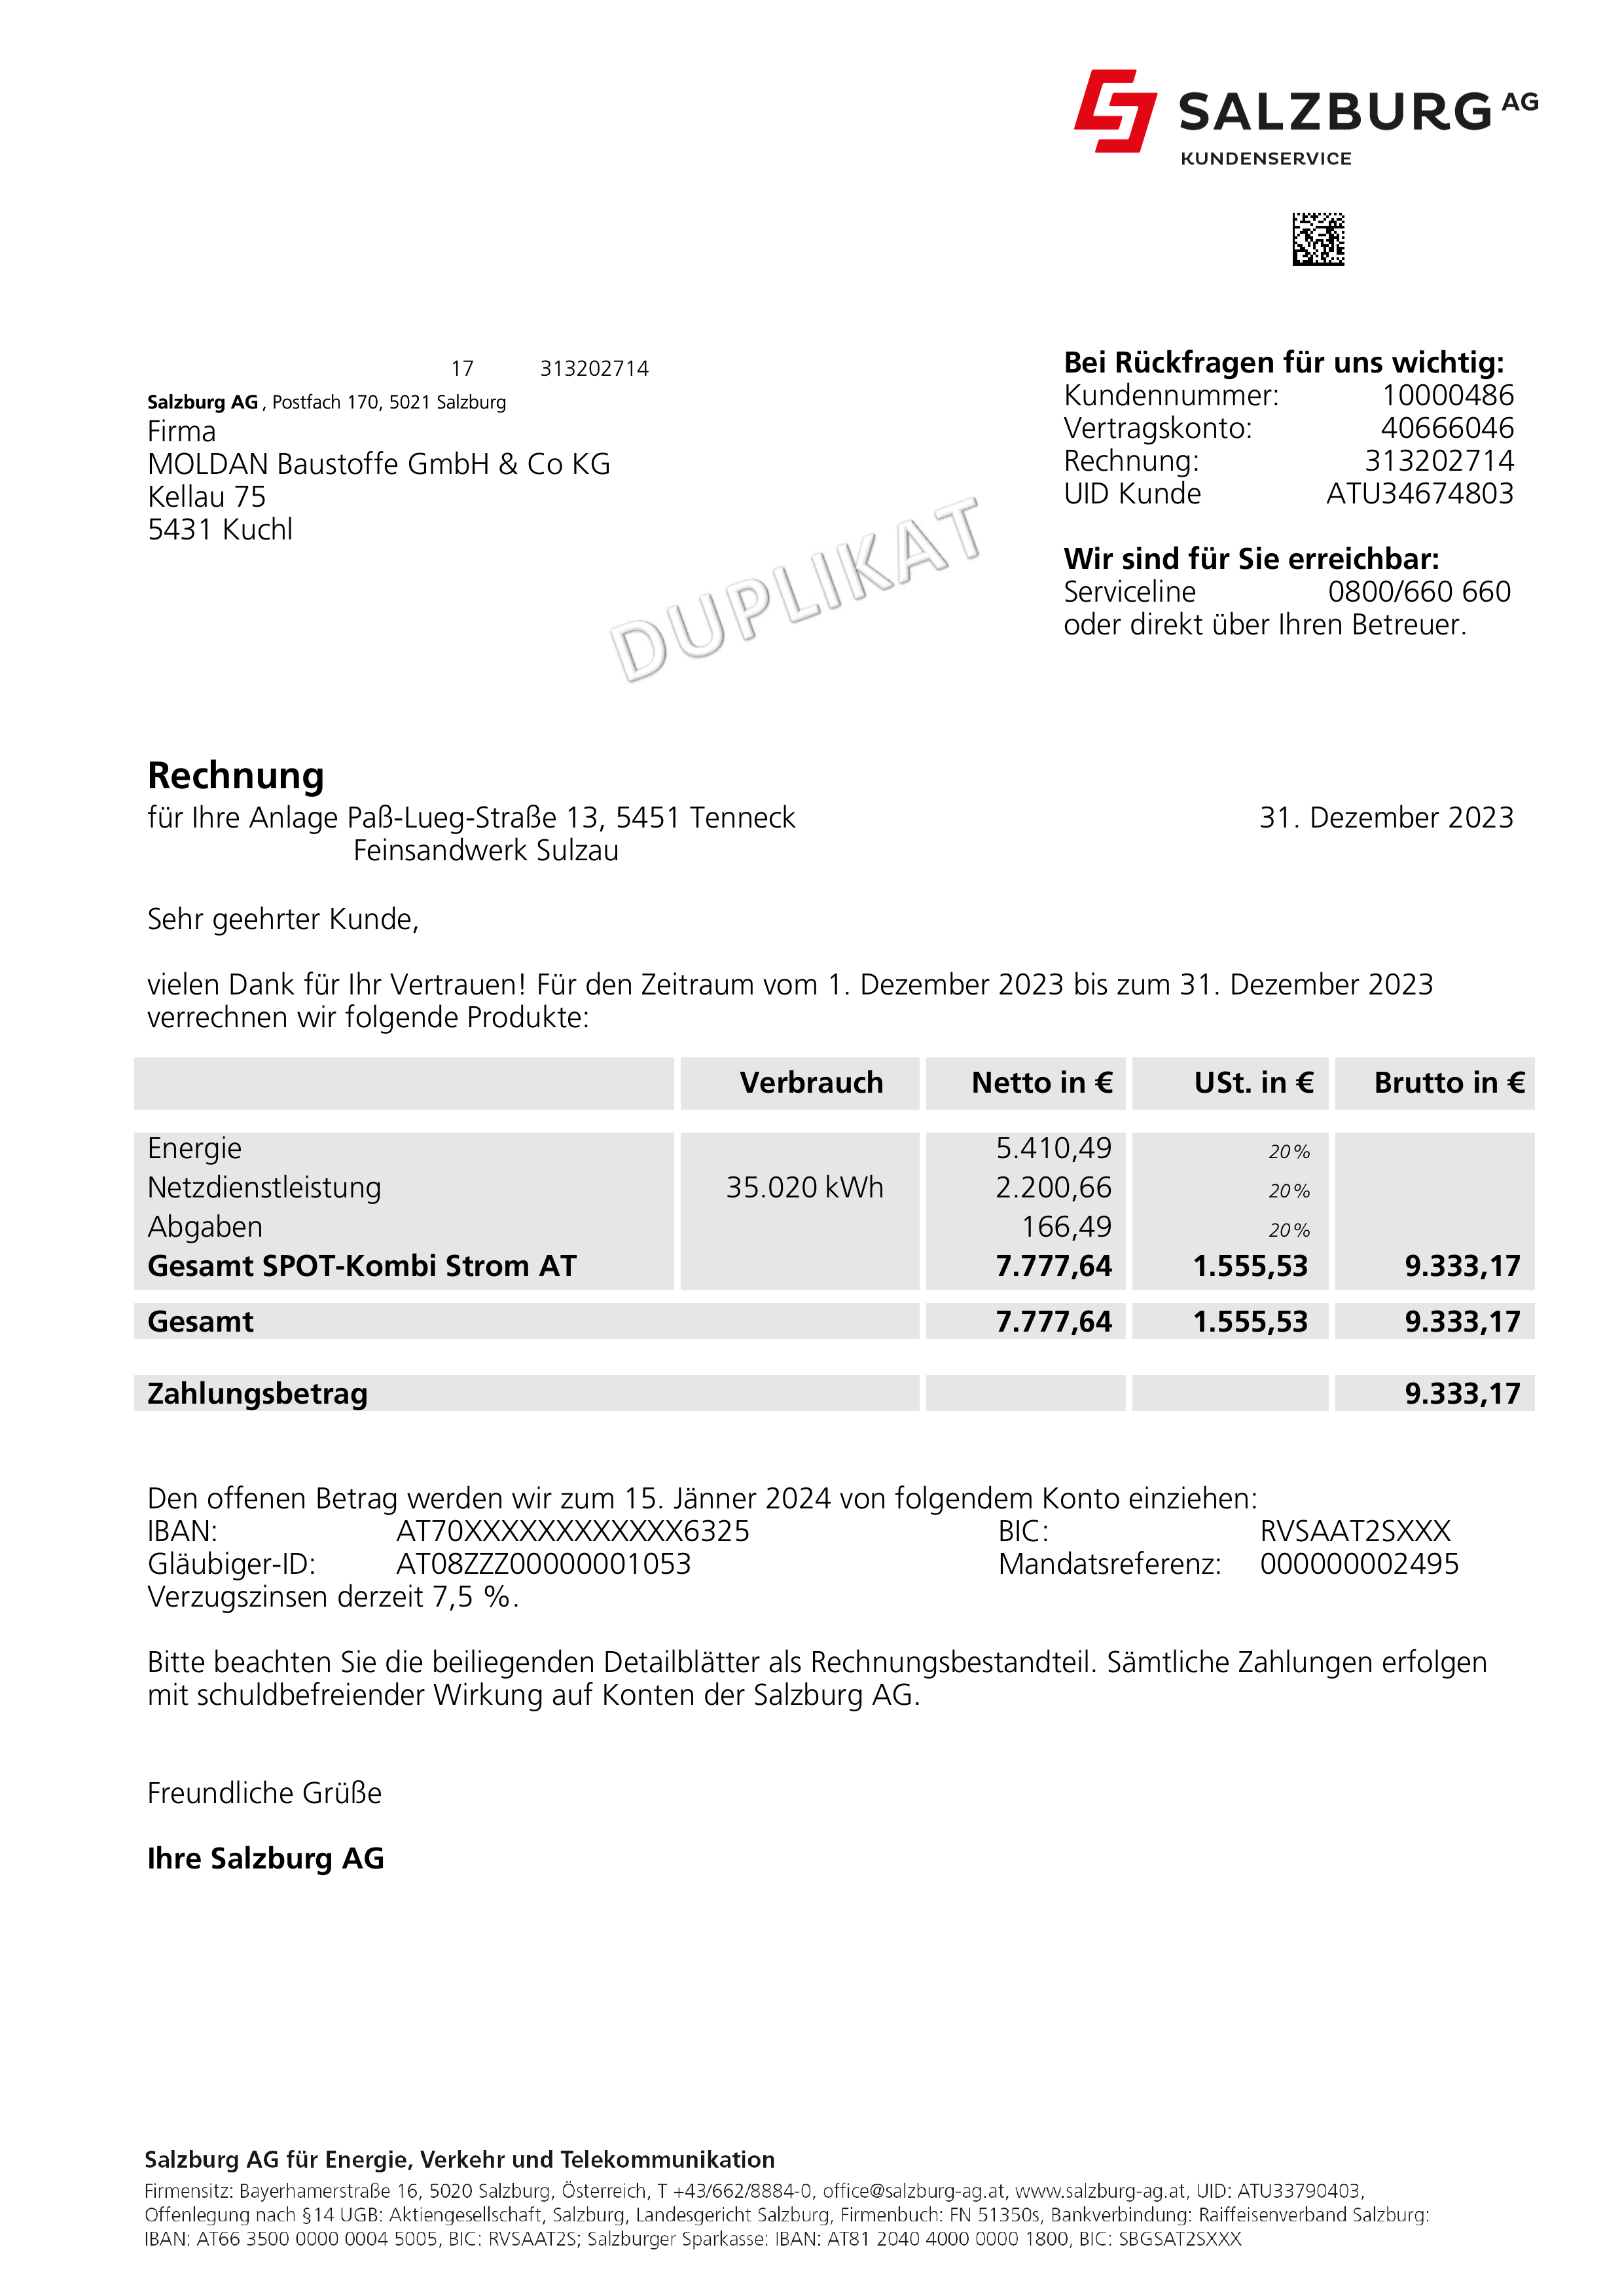 SALZBURG AG
KUNDENSERVICE
17 313202714
Salzburg AG , Postfach 170, 5021 Salzburg
Firma
MOLDAN Baustoffe GmbH & Co KG
Kellau 75
5431 Kuchl
Bei Rückfragen für uns wichtig:
Kundennummer: 10000486
Vertragskonto: 40666046
Rechnung: 313202714
UID Kunde ATU34674803
Wir sind für Sie erreichbar:
Serviceline 0800/660 660
oder direkt über Ihren Betreuer.
DUPLIKAT
Rechnung
für Ihre Anlage Paß-Lueg-Straße 13, 5451 Tenneck 31. Dezember 2023
Feinsandwerk Sulzau
Sehr geehrter Kunde,
vielen Dank für Ihr Vertrauen! Für den Zeitraum vom 1. Dezember 2023 bis zum 31. Dezember 2023
verrechnen wir folgende Produkte:
Verbrauch Netto in € USt. in € Brutto in €
Energie 5.410,49 20%
Netzdienstleistung 35.020 kWh 2.200,66 20%
Abgaben 166,49 20%
Gesamt SPOT-Kombi Strom AT 7.777,64 1.555,53 9.333,17
Gesamt 7.777,64 1.555,53 9.333,17
Zahlungsbetrag 9.333,17
Den offenen Betrag werden wir zum 15. Jänner 2024 von folgendem Konto einziehen:
IBAN: AT70XXXXXXXXXXXX6325 BIC: RVSAAT2SXXX
Gläubiger-ID: AT08ZZZ00000001053 Mandatsreferenz: 000000002495
Verzugszinsen derzeit 7,5 %.
Bitte beachten Sie die beiliegenden Detailblätter als Rechnungsbestandteil. Sämtliche Zahlungen erfolgen
mit schuldbefreiender Wirkung auf Konten der Salzburg AG.
Freundliche Grüße
Ihre Salzburg AG
Salzburg AG für Energie, Verkehr und Telekommunikation
Firmensitz: Bayerhamerstraße 16, 5020 Salzburg, Österreich, T +43/662/8884-0, office@salzburg-ag.at, www.salzburg-ag.at, UID: ATU33790403,
Offenlegung nach §14 UGB: Aktiengesellschaft, Salzburg, Landesgericht Salzburg, Firmenbuch: FN 51350s, Bankverbindung: Raiffeisenverband Salzburg:
IBAN: AT66 3500 0000 0004 5005, BIC: RVSAAT2S; Salzburger Sparkasse: IBAN: AT81 2040 4000 0000 1800, BIC: SBGSAT2SXXX